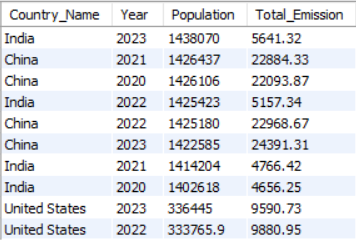 Country_Name Year Population Total_Emission
India 2023 1438070 5641.32
China 2021 1426437 22884.33
China 2020 1426106 22093.87
India 2022 1425423 5157.34
China 2022 1425180 22968.67
China 2023 1422585 24391.31
India 2021 1414204 4766.42
India 2020 1402618 4656.25
United States 2023 336445 9590.73
United States 2022 333765.9 9880.95